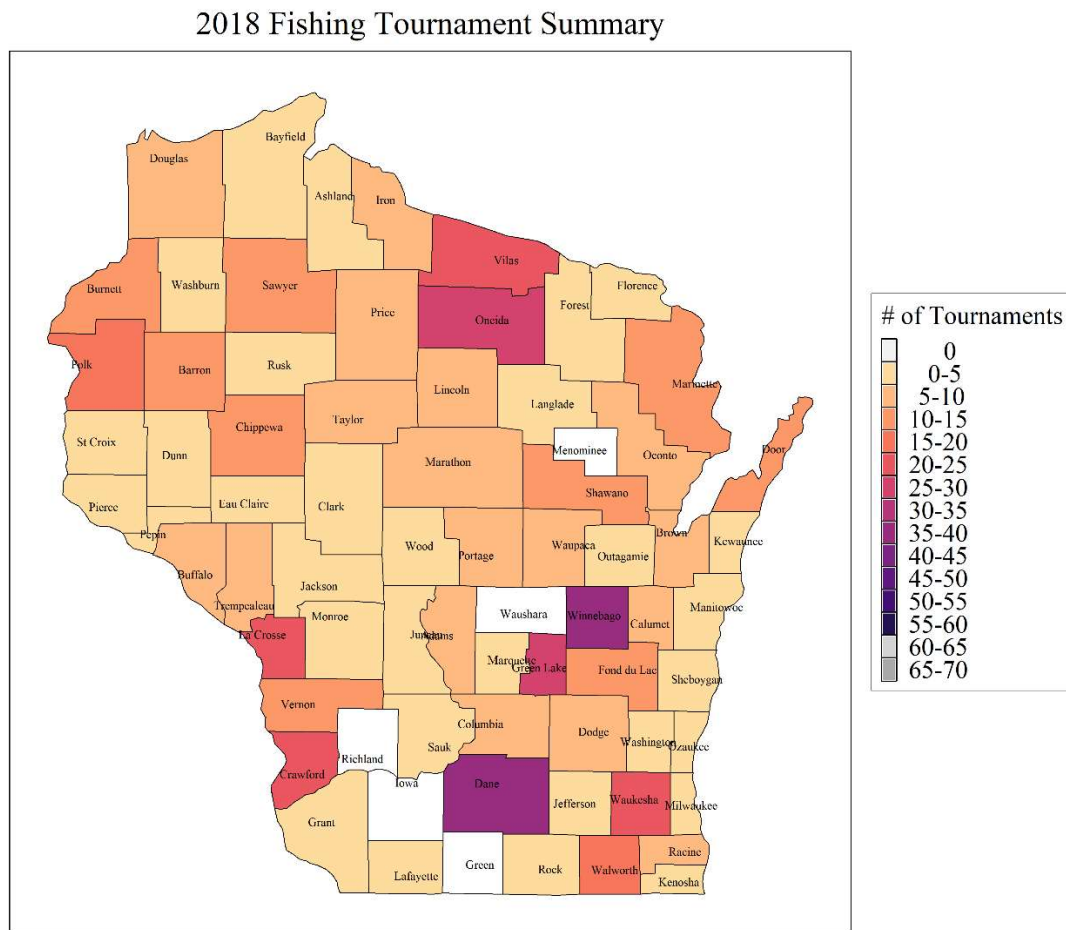 2018 Fishing Tournament Summary
Bayfield
Douglas
Ashland
Iron
Vilas
Florence
Burnett
Washburn
Sawyer
Forest
Price
Oneida
Polk
Barron
Rusk
Marinette
Lincoln
Langlade
Taylor
Chippewa
St Croix
Dunn
Menominee
Door
Marathon
Oconto
Shawano
Pierce
Eau Claire
Clark
Pepin
Wood
Portage
Waupaca
Outagamie
Brown
Kewaunee
Buffalo
Jackson
Trempealeau
Monroe
Waushara
Winnebago
Calumet
Manitowoc
La Crosse
Juneau
Adams
Marquette
Green Lake
Fond du Lac
Sheboygan
Vernon
Columbia
Dodge
Sauk
Washington
Ozaukee
Richland
Crawford
Iowa
Dane
Jefferson
Waukesha
Milwaukee
Grant
Racine
Lafayette
Green
Rock
Walworth
Kenosha
# of Tournaments
0
0-5
5-10
10-15
15-20
20-25
25-30
30-35
35-40
40-45
45-50
50-55
55-60
60-65
65-70